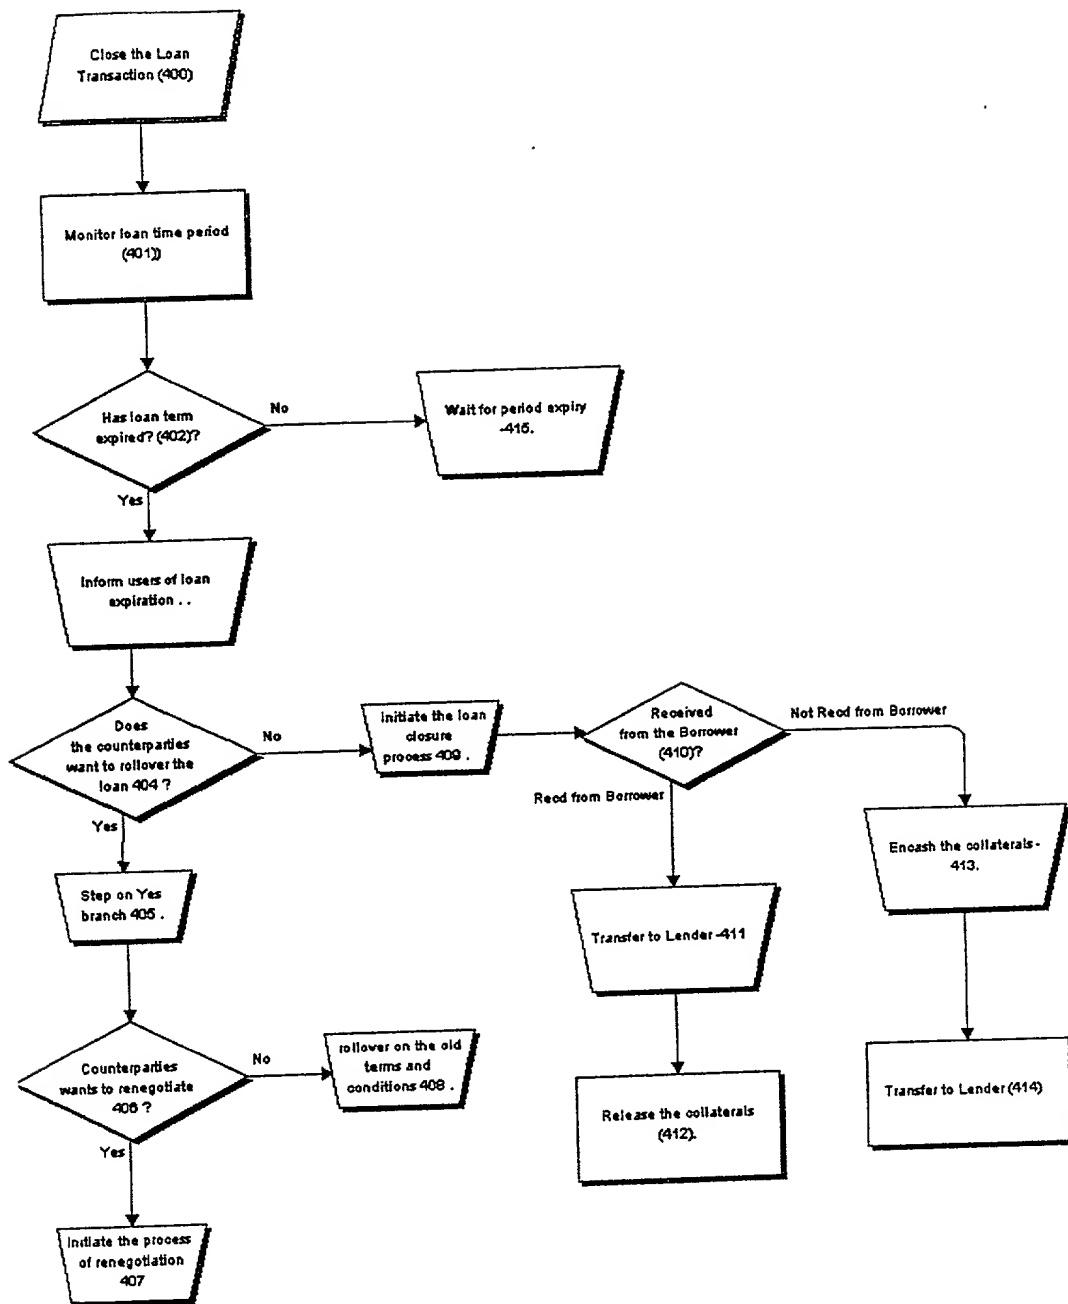 Close the Loan
Transaction (400)
Monitor loan time period
(401))
Has loan term
expired? (402)?
No
Wait for period expiry
-415.
Yes
Inform users of loan
expiration . .
Does
the counterparties
want to rollover the
loan 404 ?
No
Initiate the loan
closure
process 409 .
Received
from the Borrower
(410)?
Not Recd from Borrower
Recd from Borrower
Yes
Encash the collaterals-
413.
Step on Yes
branch 405 .
Transfer to Lender -411
Counterparties
wants to renegotiate
406 ?
No
rollover on the old
terms and
conditions 408 .
Transfer to Lender (414)
Release the collaterals
(412).
Yes
Initiate the process
of renegotiation
407